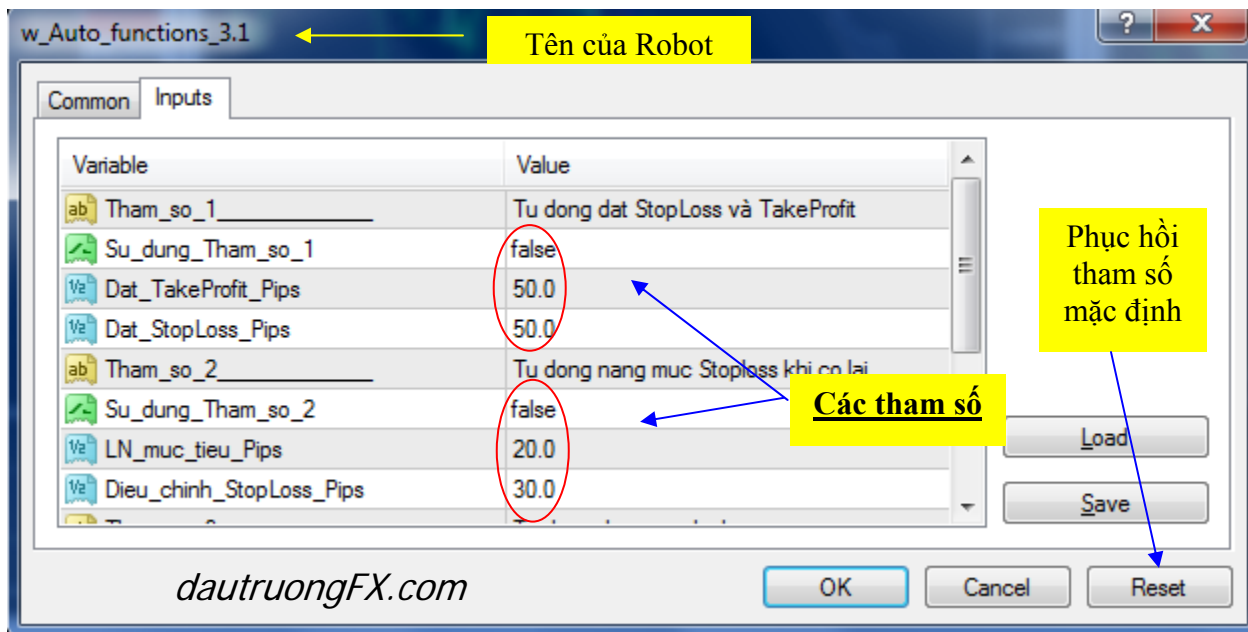 w_Auto_functions_3.1
Tên của Robot
Common
Inputs
Variable Value
Tham_so_1____________ Tu dong dat StopLoss và TakeProfit
Su_dung_Tham_so_1 false
Dat_TakeProfit_Pips 50.0
Dat_StopLoss_Pips 50.0
Tham_so_2____________ Tu dong nang muc Stoploss khi co lai
Su_dung_Tham_so_2 false
LN_muc_tieu_Pips 20.0
Dieu_chinh_StopLoss_Pips 30.0
Phục hồi
tham số
mặc định
Các tham số
Load
Save
dautruongFX.com
OK
Cancel
Reset